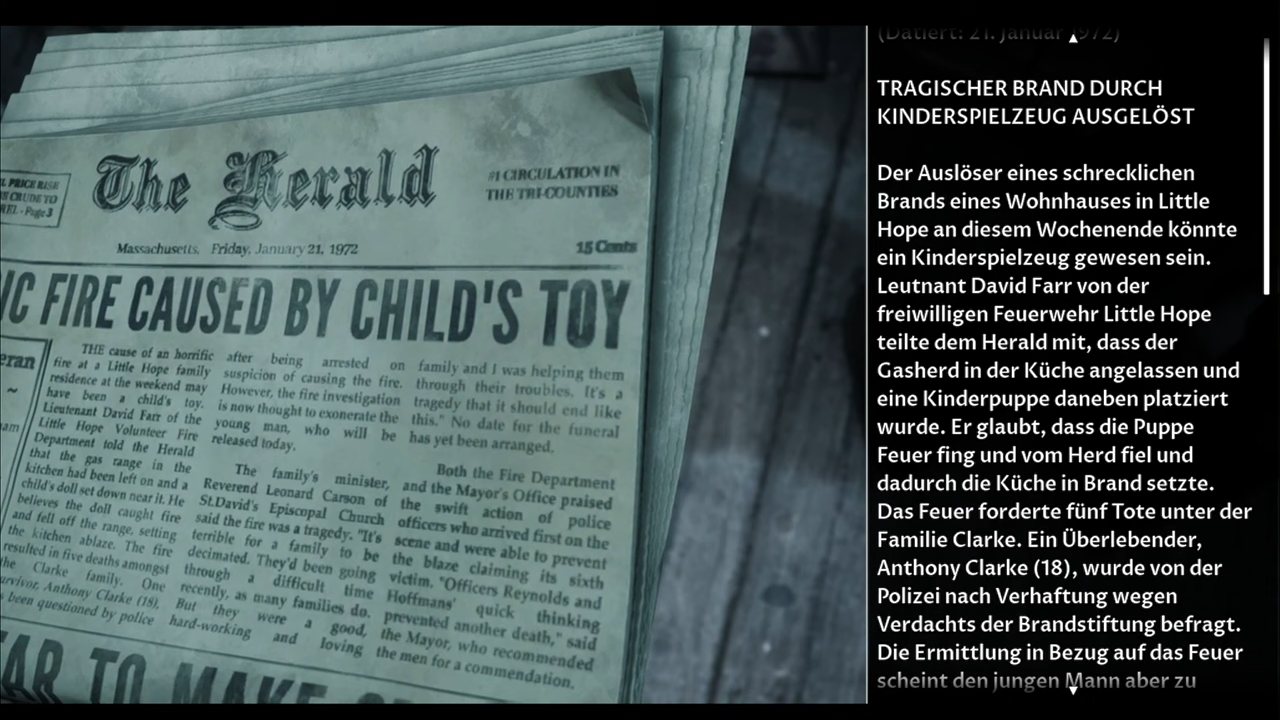 L PRICE RISE
CRUDE TO
REL - Page 3
The Herald
#1 CIRCULATION IN
THE TRI-COUNTIES
Massachusetts, Friday, January 21, 1972
15 Cents
IC FIRE CAUSED BY CHILD'S TOY
eran
~
am
THE cause of an horrific
fire at a Little Hope family
residence at the weekend may
have been a child's toy.
Lieutenant David Farr of the
Little Hope Volunteer Fire
Department told the Herald
that the gas range in the
kitchen had been left on and a
child's doll set down near it. He
believes the doll caught fire
and fell off the range, setting
the kitchen ablaze. The fire
resulted in five deaths amongst
the Clarke family. One
survivor, Anthony Clarke (18),
s been questioned by police
after being arrested on
suspicion of causing the fire.
However, the fire investigation
is now thought to exonerate the
young man, who will be
released today.
The family's minister,
Reverend Leonard Carson of
St.David's Episcopal Church
said the fire was a tragedy. "It's
terrible for a family to be
decimated. They'd been going
through a difficult time
recently, as many families do.
But they were a good,
hard-working and loving
family and I was helping them
through their troubles. It's a
tragedy that it should end like
this." No date for the funeral
has yet been arranged.
Both the Fire Department
and the Mayor's Office praised
the swift action of police
officers who arrived first on the
scene and were able to prevent
the blaze claiming its sixth
victim. "Officers Reynolds and
Hoffmans' quick thinking
prevented another death," said
the Mayor, who recommended
the men for a commendation.
AR TO MAKE
(Datiert: 21. Januar 1972)
TRAGISCHER BRAND DURCH
KINDERSPIELZEUG AUSGELÖST
Der Auslöser eines schrecklichen
Brands eines Wohnhauses in Little
Hope an diesem Wochenende könnte
ein Kinderspielzeug gewesen sein.
Leutnant David Farr von der
freiwilligen Feuerwehr Little Hope
teilte dem Herald mit, dass der
Gasherd in der Küche angelassen und
eine Kinderpuppe daneben platziert
wurde. Er glaubt, dass die Puppe
Feuer fing und vom Herd fiel und
dadurch die Küche in Brand setzte.
Das Feuer forderte fünf Tote unter der
Familie Clarke. Ein Überlebender,
Anthony Clarke (18), wurde von der
Polizei nach Verhaftung wegen
Verdachts der Brandstiftung befragt.
Die Ermittlung in Bezug auf das Feuer
scheint den jungen Mann aber zu